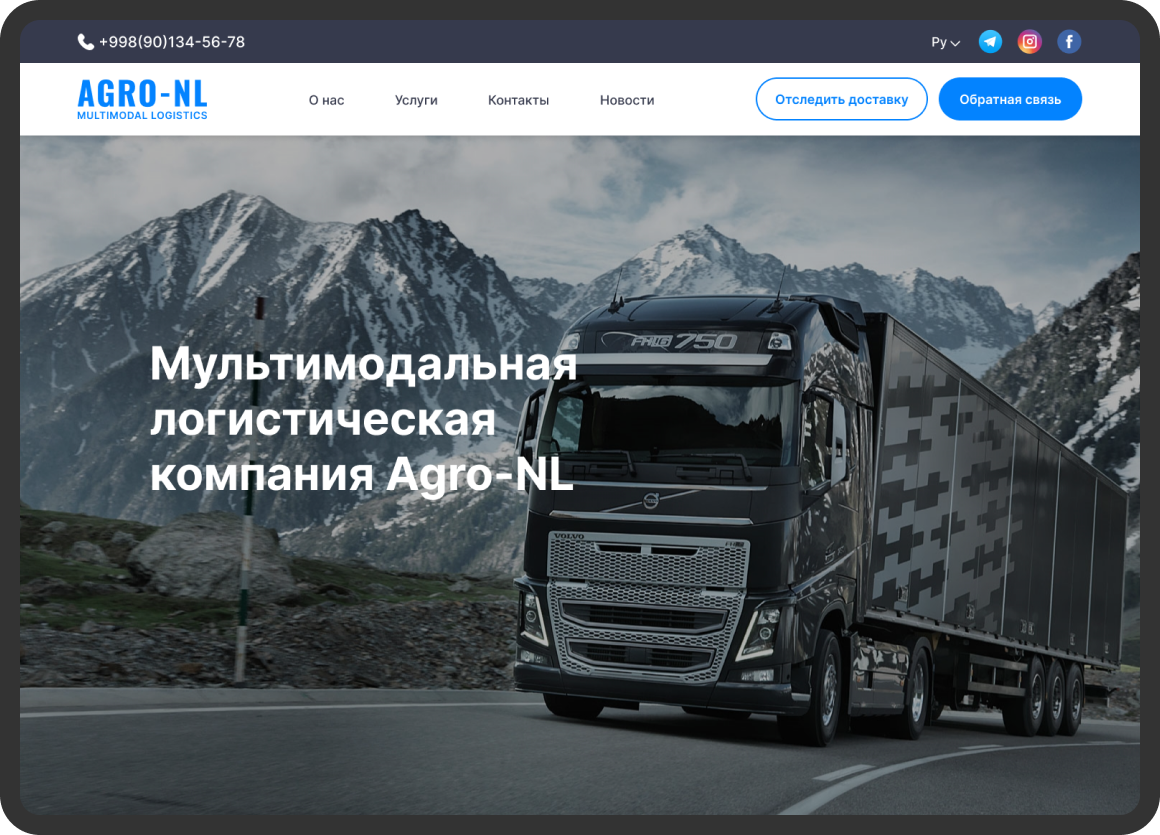 +998(90)134-56-78
Ру
AGRO-NL
MULTIMODAL LOGISTICS
О нас
Услуги
Контакты
Новости
Отследить доставку
Обратная связь
Мультимодальная
логистическая
компания Agro-NL
FH16 750
VOLVO